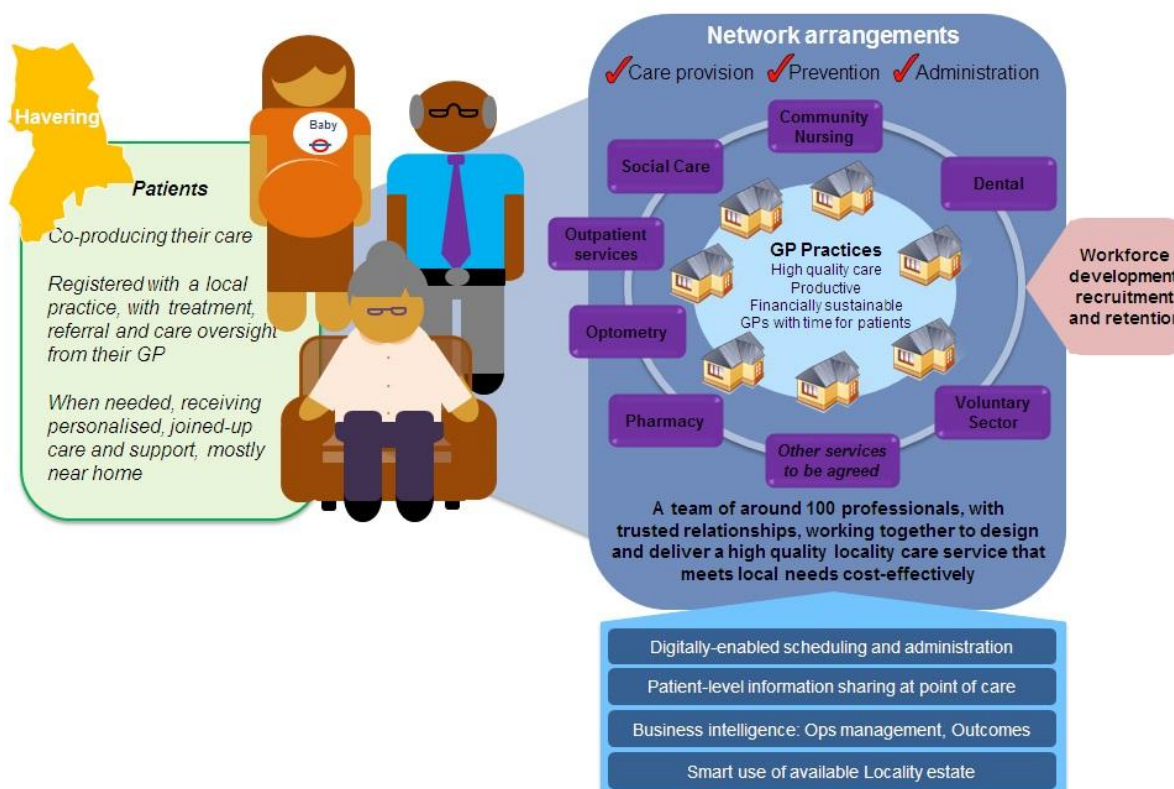 Havering
Patients
Co-producing their care
Registered with a local
practice, with treatment,
referral and care oversight
from their GP
When needed, receiving
personalised, joined-up
care and support, mostly
near home
Baby
Network arrangements
Care provision
Prevention
Administration
Community
Nursing
Social Care
Dental
Outpatient
services
Optometry
Pharmacy
Other services
to be agreed
Voluntary
Sector
GP Practices
High quality care
Productive
Financially sustainable
GPs with time for patients
A team of around 100 professionals, with
trusted relationships, working together to design
and deliver a high quality locality care service that
meets local needs cost-effectively
Workforce
development
recruitment
and retention
Digitally-enabled scheduling and administration
Patient-level information sharing at point of care
Business intelligence: Ops management, Outcomes
Smart use of available Locality estate